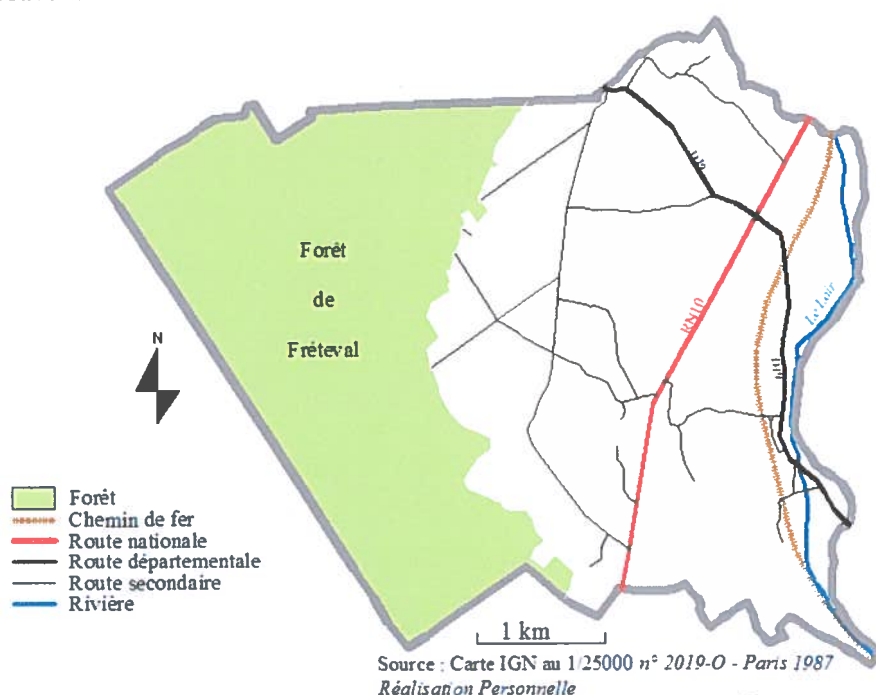 Forêt
de
Fréteval
N
RN10
Le Loir
Forêt
Chemin de fer
Route nationale
Route départementale
Route secondaire
Rivière
1 km
Source : Carte IGN au 1/25000 n° 2019-O - Paris 1987
Réalisation Personnelle